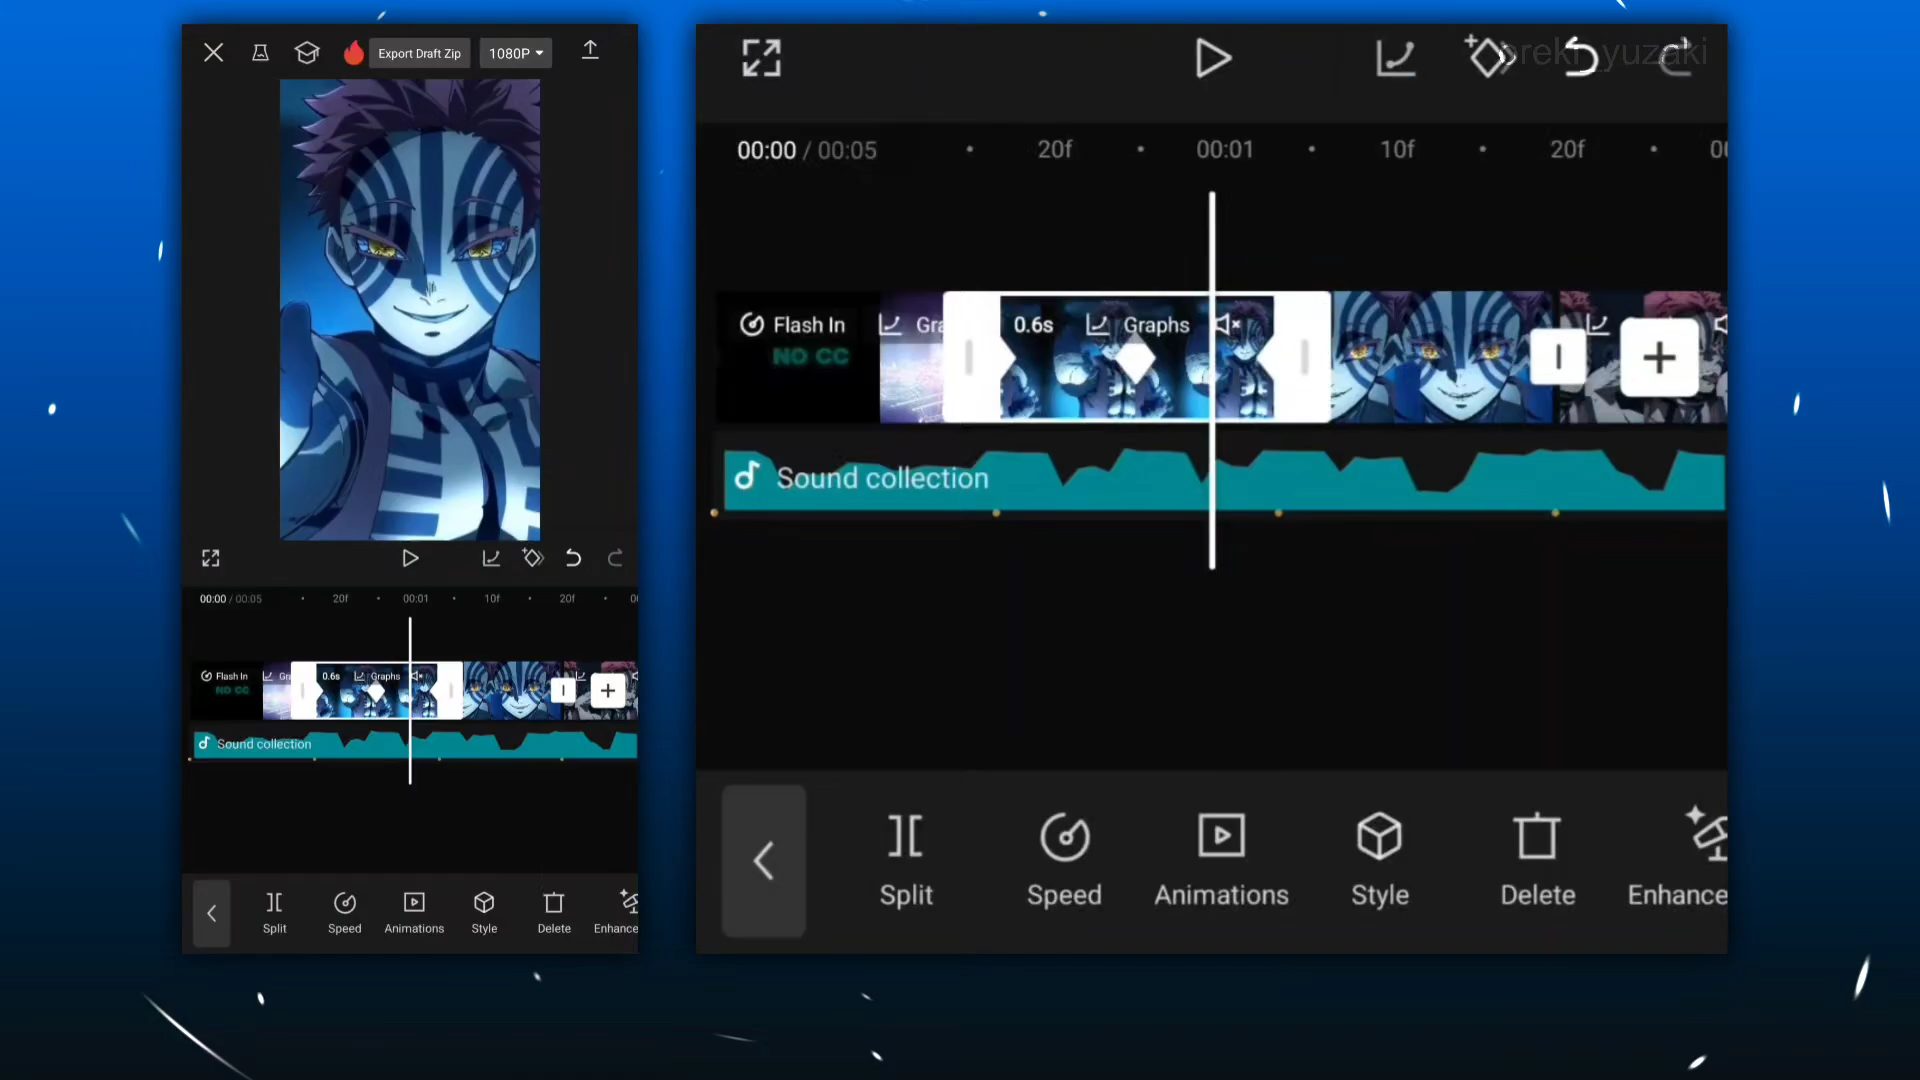 Export Draft Zip
1080P
00:00 / 00:05
20f
00:01
10f
20f
Flash In
NO CC
0.6s
Graphs
Sound collection
Split
Speed
Animations
Style
Delete
Enhance
00:00 / 00:05
20f
00:01
10f
20f
Flash In
NO CC
0.6s
Graphs
Sound collection
Split
Speed
Animations
Style
Delete
Enhance